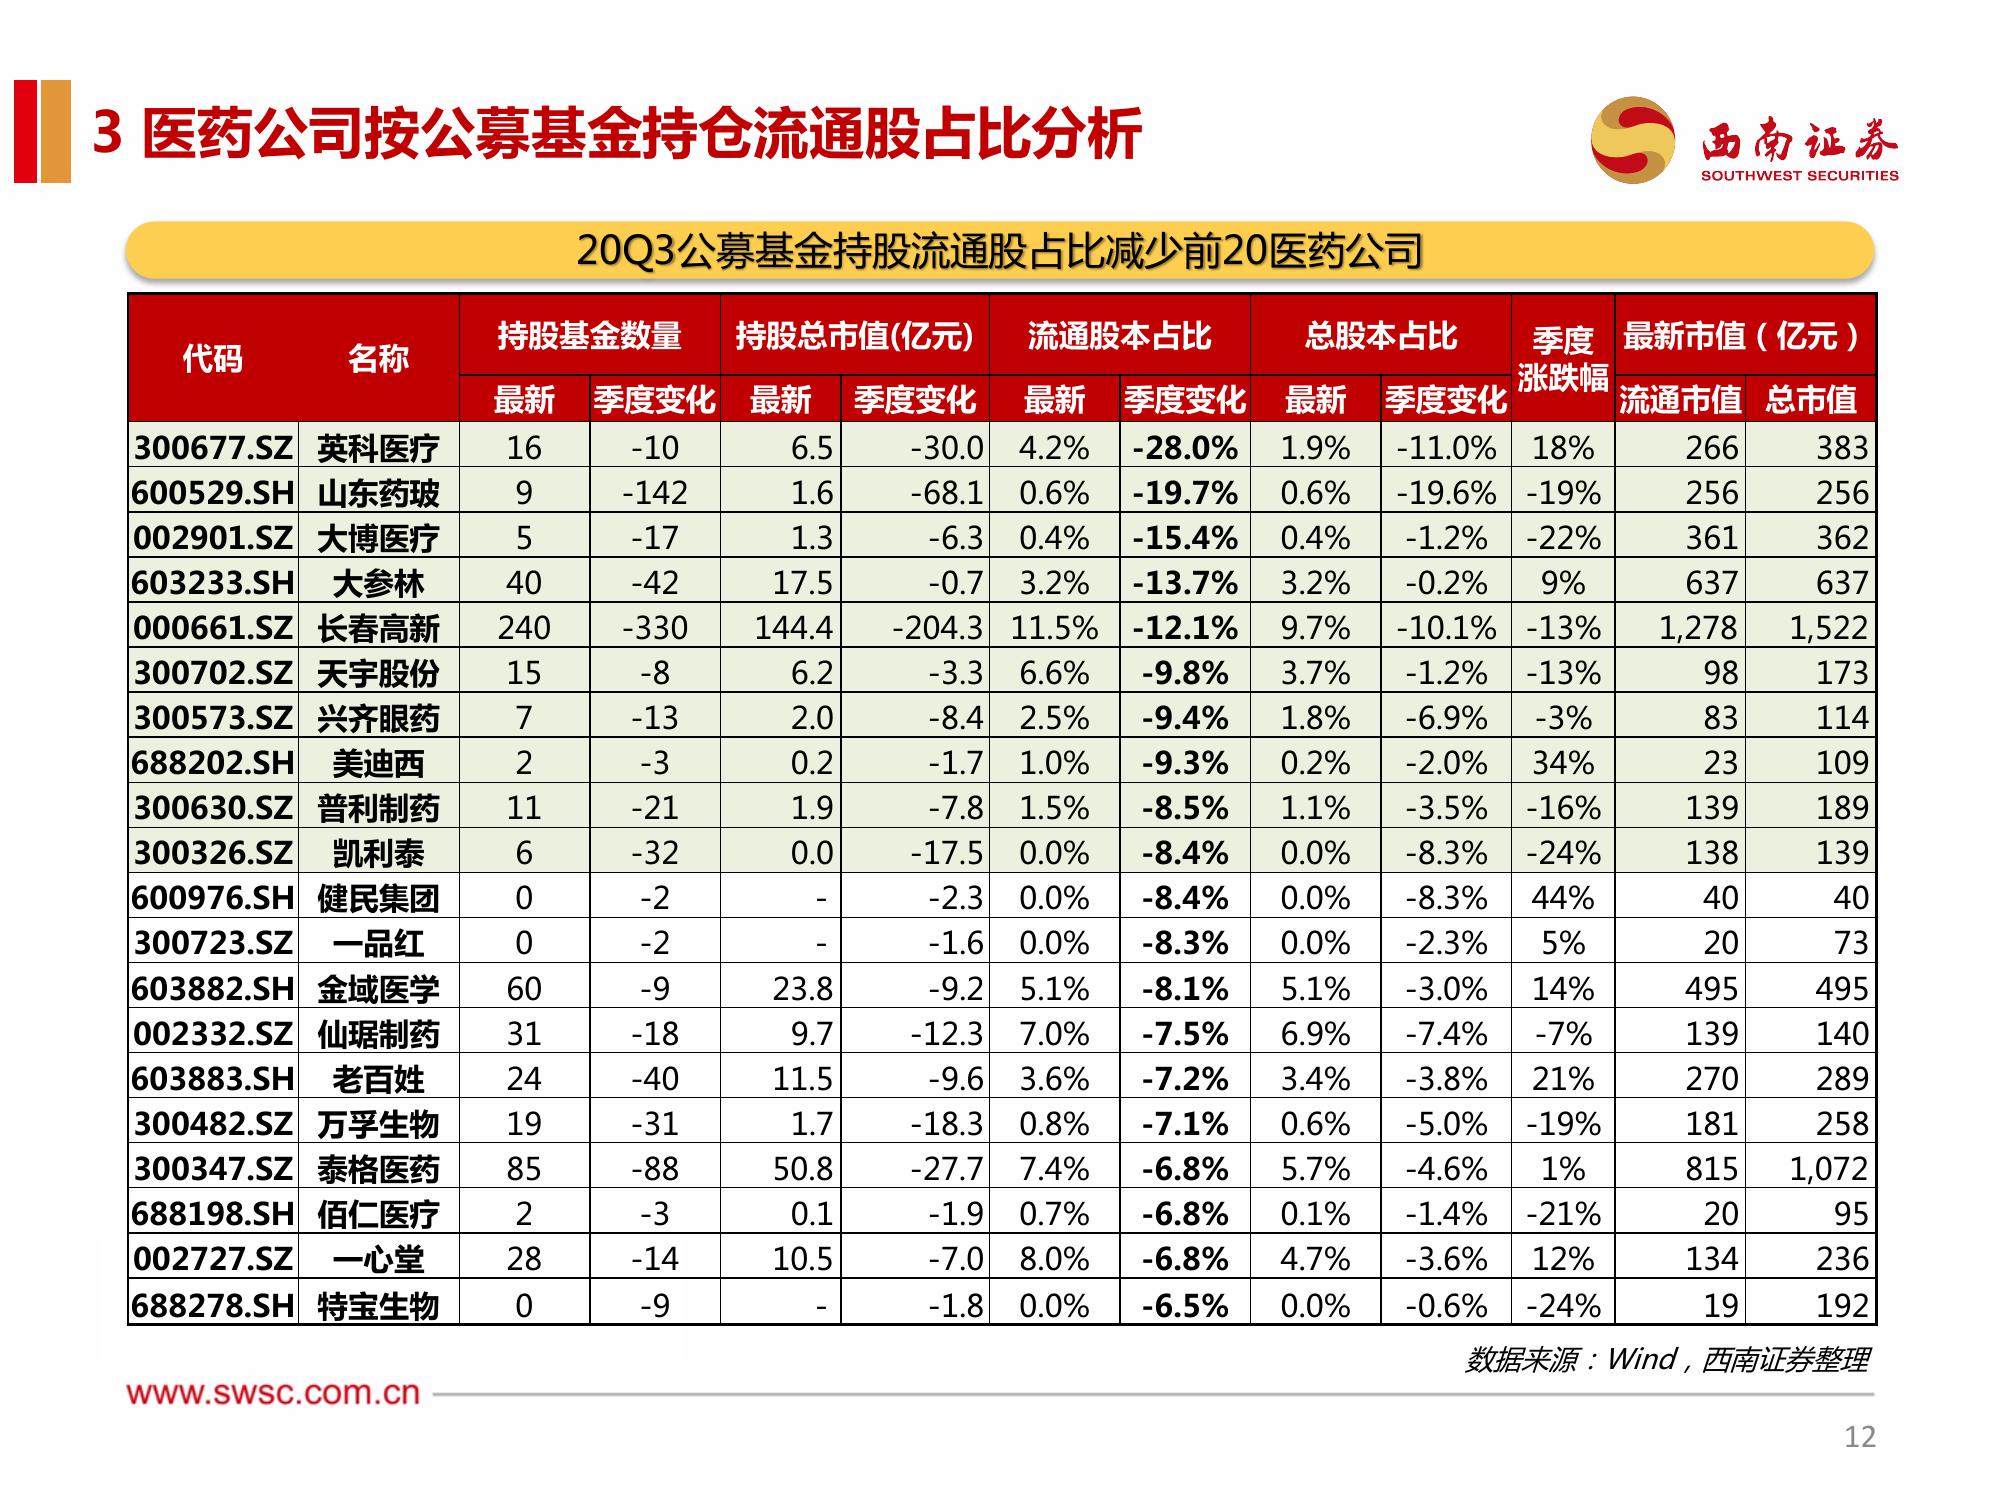 3 医药公司按公募基金持仓流通股占比分析
西南证券
SOUTHWEST SECURITIES
20Q3公募基金持股流通股占比减少前20医药公司
代码 名称 持股基金数量 持股总市值(亿元) 流通股本占比 总股本占比 季度涨跌幅 最新市值（亿元）
最新 季度变化 最新 季度变化 最新 季度变化 最新 季度变化 流通市值 总市值
300677.SZ 英科医疗 16 -10 6.5 -30.0 4.2% -28.0% 1.9% -11.0% 18% 266 383
600529.SH 山东药玻 9 -142 1.6 -68.1 0.6% -19.7% 0.6% -19.6% -19% 256 256
002901.SZ 大博医疗 5 -17 1.3 -6.3 0.4% -15.4% 0.4% -1.2% -22% 361 362
603233.SH 大参林 40 -42 17.5 -0.7 3.2% -13.7% 3.2% -0.2% 9% 637 637
000661.SZ 长春高新 240 -330 144.4 -204.3 11.5% -12.1% 9.7% -10.1% -13% 1,278 1,522
300702.SZ 天宇股份 15 -8 6.2 -3.3 6.6% -9.8% 3.7% -1.2% -13% 98 173
300573.SZ 兴齐眼药 7 -13 2.0 -8.4 2.5% -9.4% 1.8% -6.9% -3% 83 114
688202.SH 美迪西 2 -3 0.2 -1.7 1.0% -9.3% 0.2% -2.0% 34% 23 109
300630.SZ 普利制药 11 -21 1.9 -7.8 1.5% -8.5% 1.1% -3.5% -16% 139 189
300326.SZ 凯利泰 6 -32 0.0 -17.5 0.0% -8.4% 0.0% -8.3% -24% 138 139
600976.SH 健民集团 0 -2 - -2.3 0.0% -8.4% 0.0% -8.3% 44% 40 40
300723.SZ 一品红 0 -2 - -1.6 0.0% -8.3% 0.0% -2.3% 5% 20 73
603882.SH 金域医学 60 -9 23.8 -9.2 5.1% -8.1% 5.1% -3.0% 14% 495 495
002332.SZ 仙琚制药 31 -18 9.7 -12.3 7.0% -7.5% 6.9% -7.4% -7% 139 140
603883.SH 老百姓 24 -40 11.5 -9.6 3.6% -7.2% 3.4% -3.8% 21% 270 289
300482.SZ 万孚生物 19 -31 1.7 -18.3 0.8% -7.1% 0.6% -5.0% -19% 181 258
300347.SZ 泰格医药 85 -88 50.8 -27.7 7.4% -6.8% 5.7% -4.6% 1% 815 1,072
688198.SH 佰仁医疗 2 -3 0.1 -1.9 0.7% -6.8% 0.1% -1.4% -21% 20 95
002727.SZ 一心堂 28 -14 10.5 -7.0 8.0% -6.8% 4.7% -3.6% 12% 134 236
688278.SH 特宝生物 0 -9 - -1.8 0.0% -6.5% 0.0% -0.6% -24% 19 192
数据来源：Wind，西南证券整理
www.swsc.com.cn
12